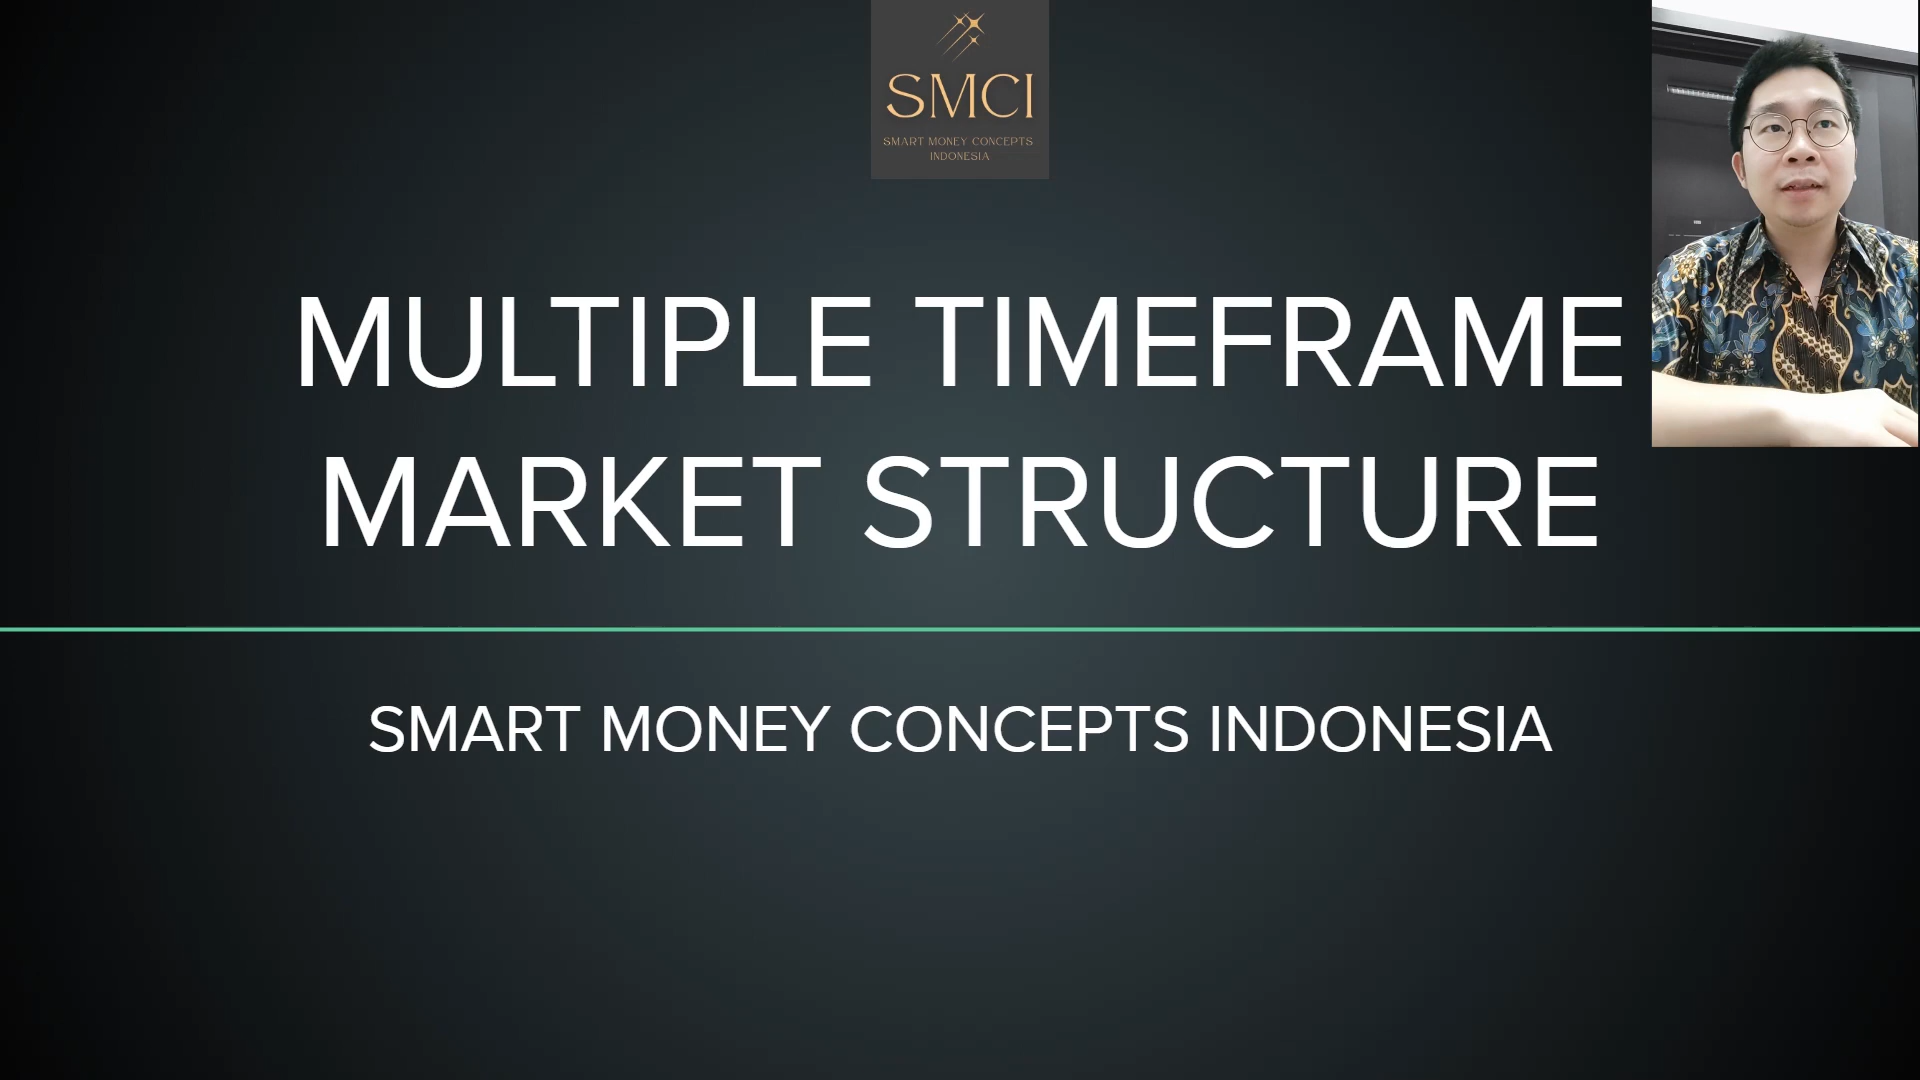 SMCI
SMART MONEY CONCEPTS
INDONESIA
MULTIPLE TIMEFRAME
MARKET STRUCTURE
SMART MONEY CONCEPTS INDONESIA